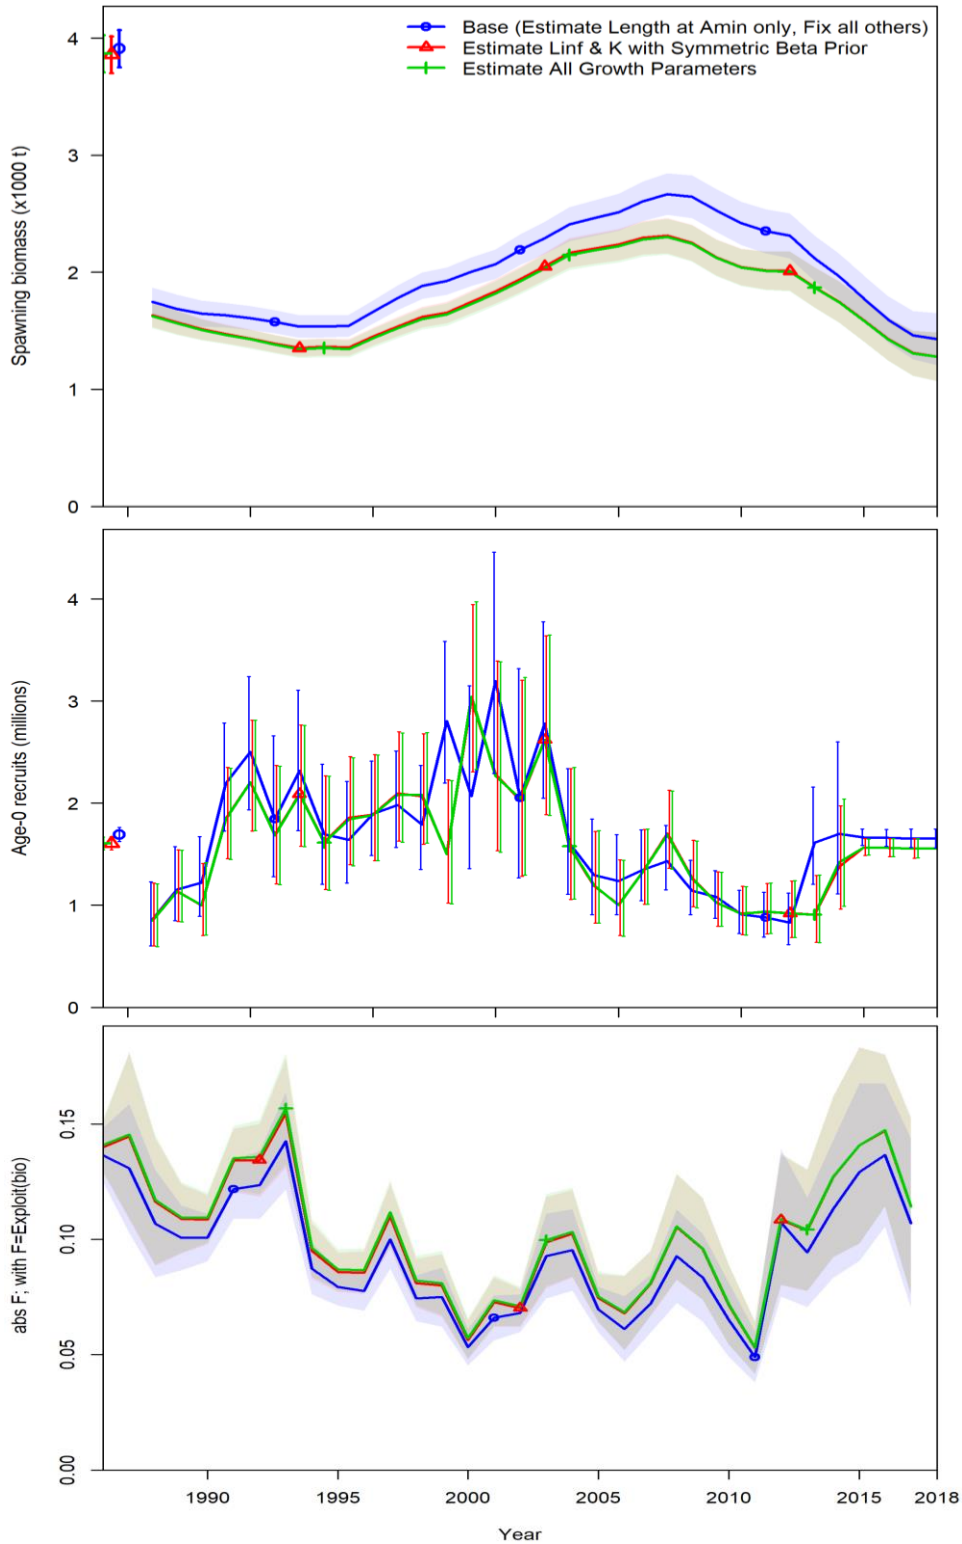 Base (Estimate Length at Amin only, Fix all others)
Estimate Linf & K with Symmetric Beta Prior
Estimate All Growth Parameters
Spawning biomass (x1000 t)
4
3
2
1
0
Age-0 recruits (millions)
4
3
2
1
0
abs F; with F=Exploit(bio)
0.15
0.10
0.05
0.00
1990 1995 2000 2005 2010 2015 2018
Year